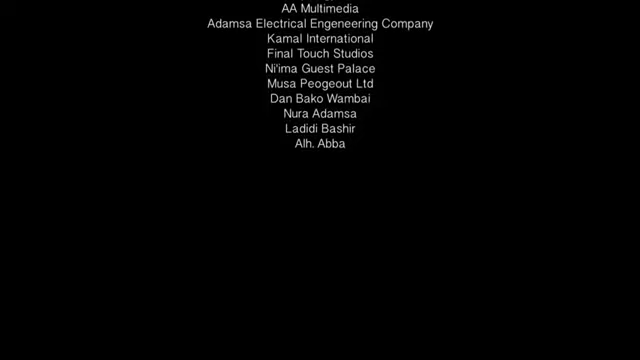 AA Multimedia
Adamsa Electrical Engeneering Company
Kamal International
Final Touch Studios
Ni'ima Guest Palace
Musa Peogeout Ltd
Dan Bako Wambai
Nura Adamsa
Ladidi Bashir
Alh. Abba